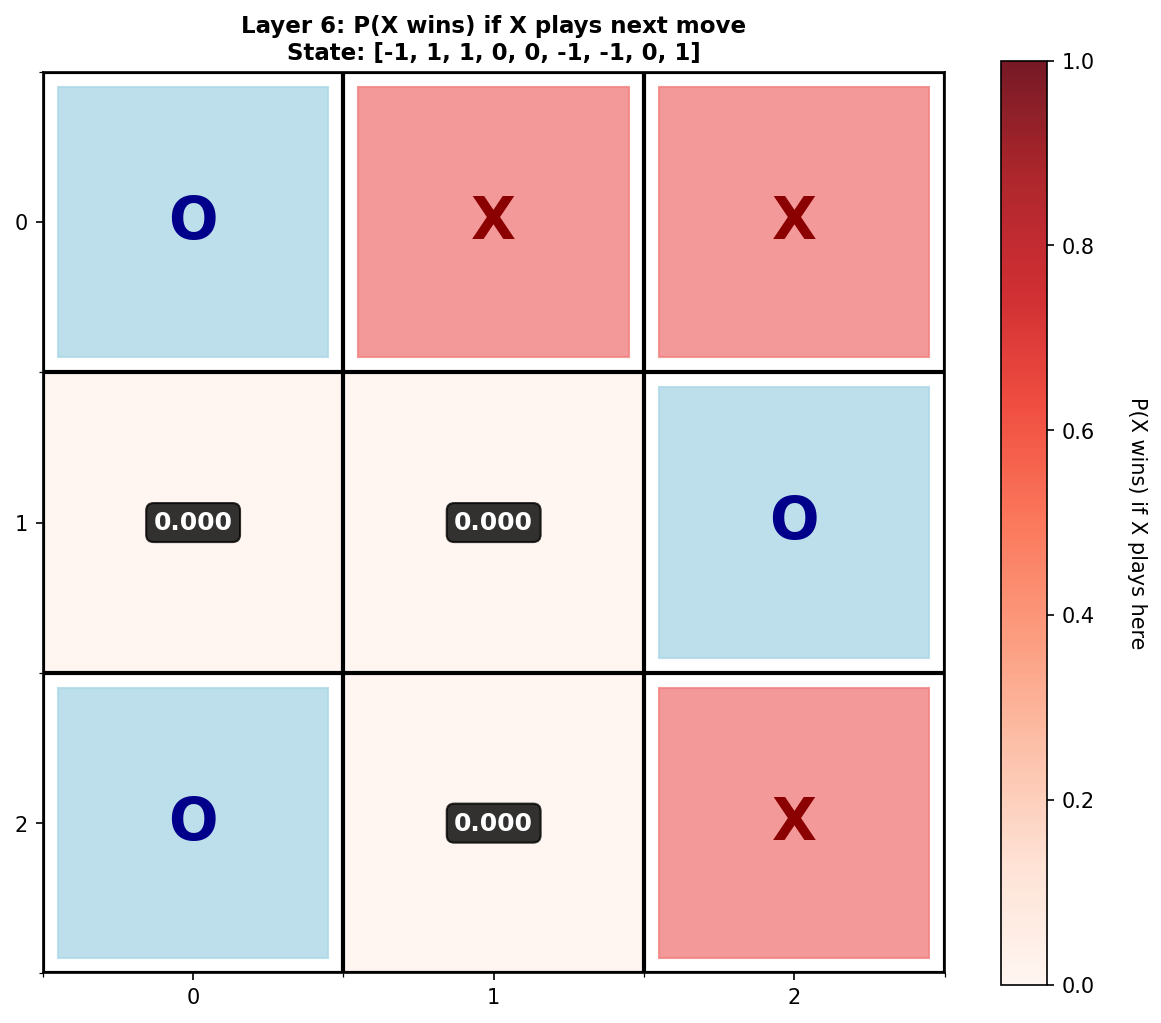 Layer 6: P(X wins) if X plays next move
State: [-1, 1, 1, 0, 0, -1, -1, 0, 1]
0
O
X
X
1
0.000
0.000
O
2
O
0.000
X
0
1
2
1.0
0.8
0.6
0.4
0.2
0.0
P(X wins) if X plays here